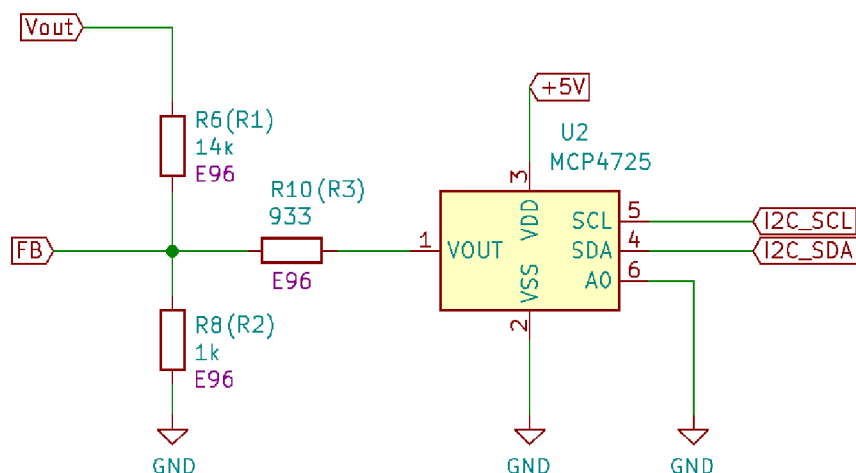 Vout
+5V
R6(R1)
14k
E96
U2
MCP4725
R10(R3)
933
E96
FB
1
VOUT
3
VDD
VSS
2
SCL
5
I2C_SCL
SDA
4
I2C_SDA
A0
6
R8(R2)
1k
E96
GND
GND
GND